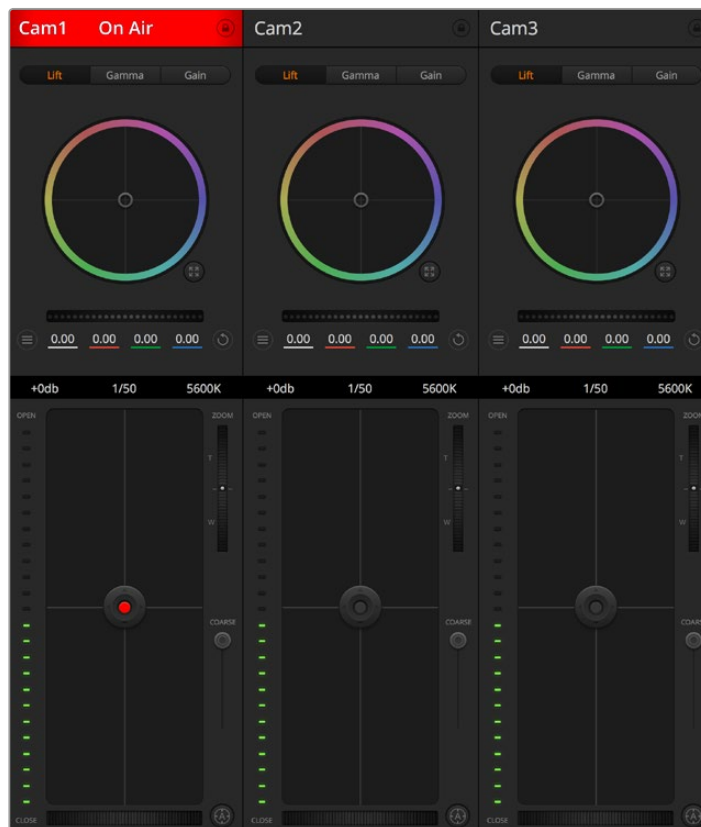 Cam1 On Air Cam2 Cam3
Lift Gamma Gain Lift Gamma Gain Lift Gamma Gain
0.00 0.00 0.00 0.00 0.00 0.00 0.00 0.00 0.00 0.00 0.00 0.00
+0db 1/50 5600K +0db 1/50 5600K +0db 1/50 5600K
OPEN ZOOM OPEN ZOOM OPEN ZOOM
T T T
W W W
COARSE COARSE COARSE
CLOSE A CLOSE A CLOSE A